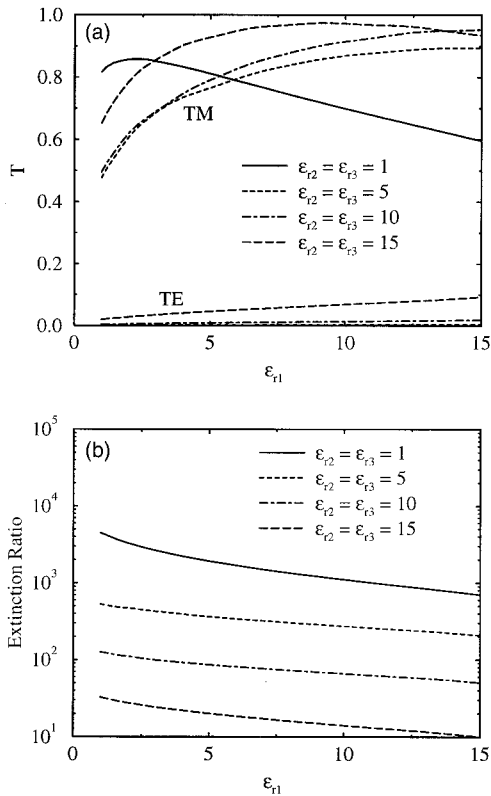 (a)
1.0
0.8
0.6
0.4
0.2
0.0
T
TM
εr2 = εr3 = 1
εr2 = εr3 = 5
εr2 = εr3 = 10
εr2 = εr3 = 15
TE
0 5 10 15
εr1
(b)
10^5
10^4
10^3
10^2
10^1
Extinction Ratio
εr2 = εr3 = 1
εr2 = εr3 = 5
εr2 = εr3 = 10
εr2 = εr3 = 15
0 5 10 15
εr1